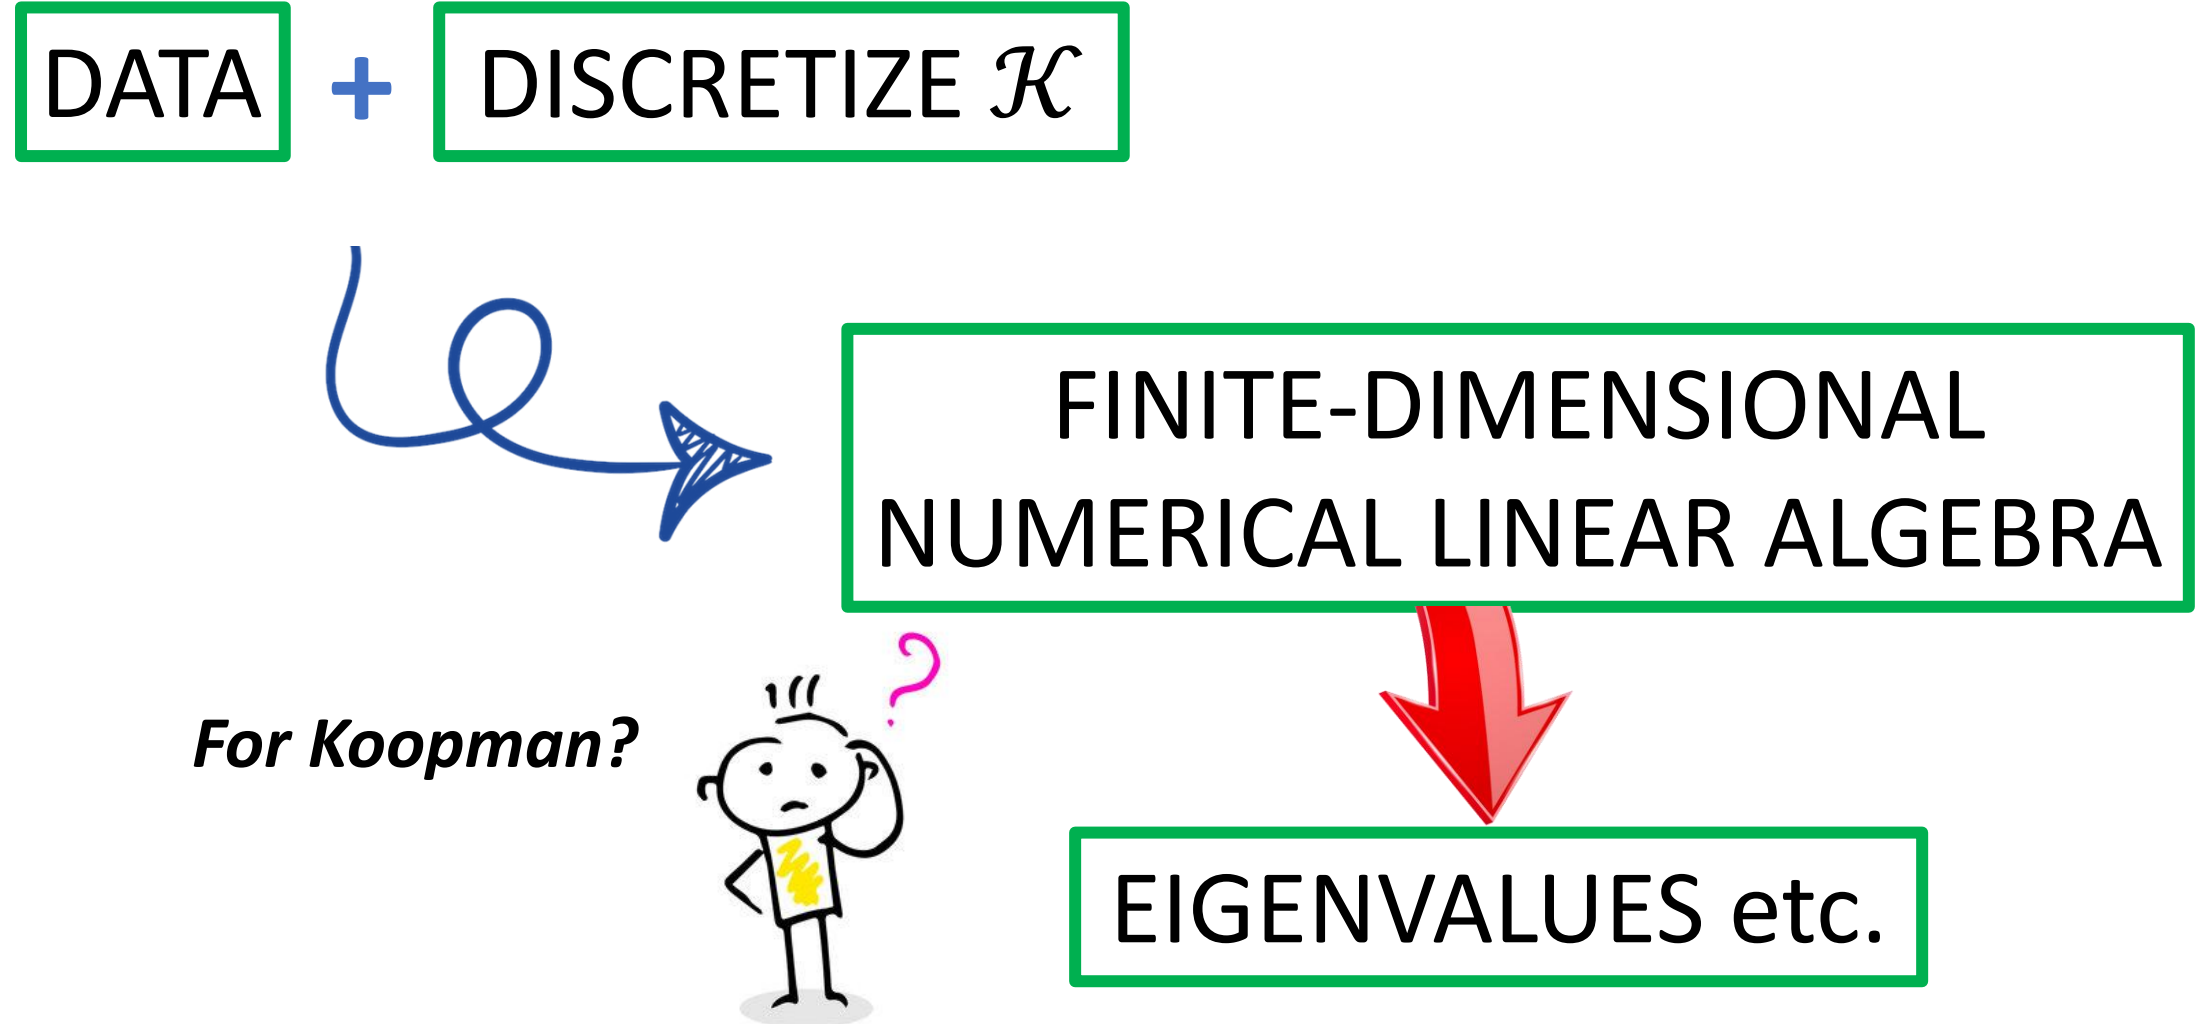 DATA + DISCRETIZE 𝒦
FINITE-DIMENSIONAL
NUMERICAL LINEAR ALGEBRA
?
For Koopman?
EIGENVALUES etc.